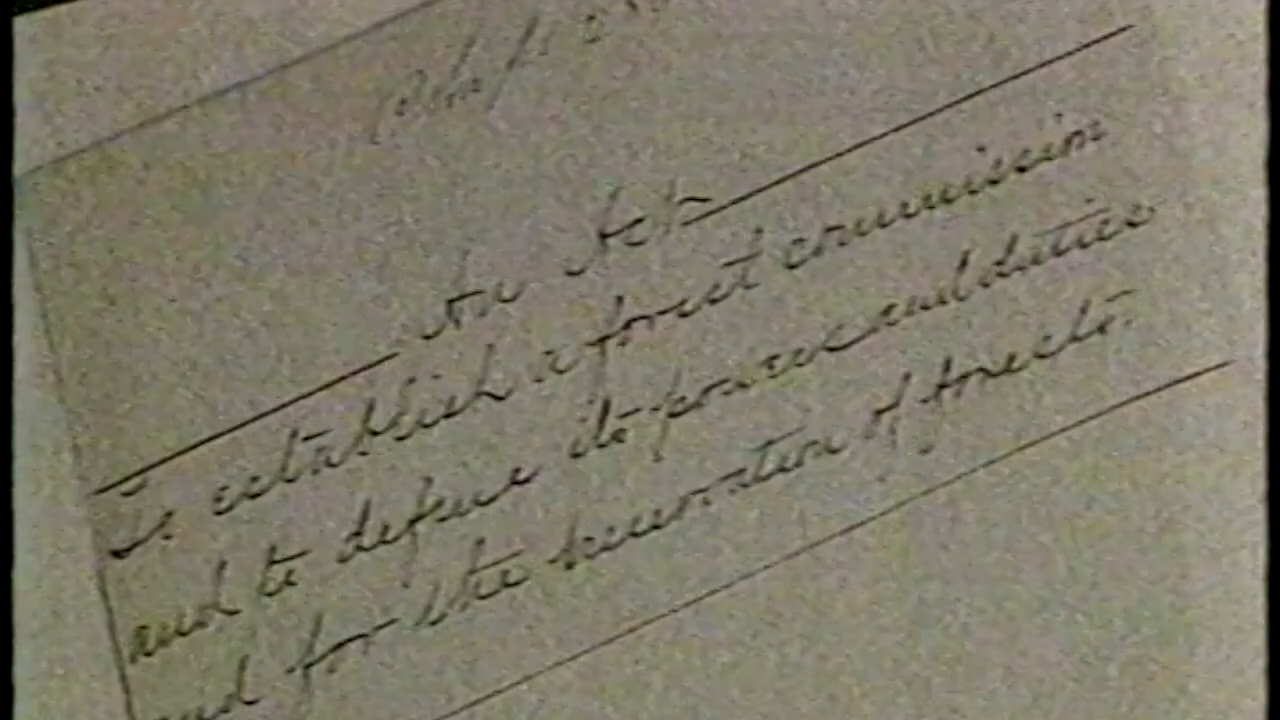 An Act
To establish a forest commission
and to define its powers and duties
and for the preservation of forests.